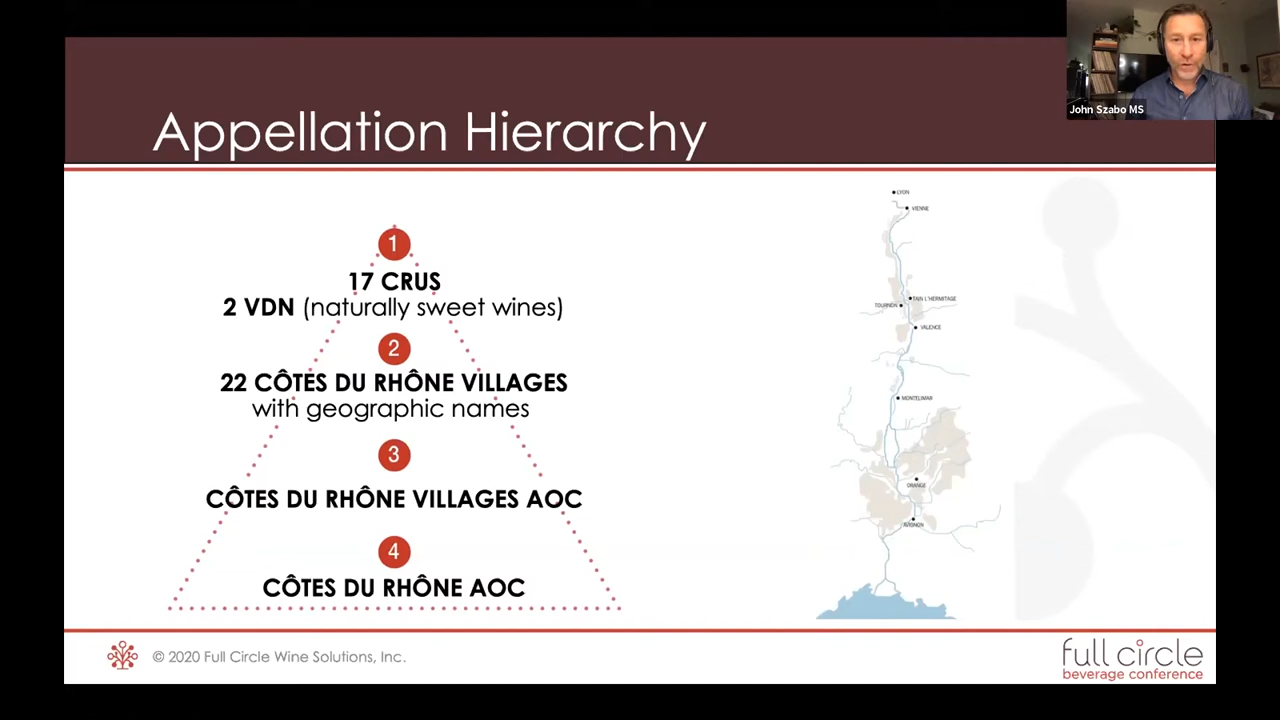 John Szabo MS
Appellation Hierarchy
1
17 CRUS
2 VDN (naturally sweet wines)
2
22 CÔTES DU RHÔNE VILLAGES
with geographic names
3
CÔTES DU RHÔNE VILLAGES AOC
4
CÔTES DU RHÔNE AOC
LYON
VIENNE
TAIN L'HERMITAGE
TOURNON
VALENCE
MONTELIMAR
ORANGE
AVIGNON
© 2020 Full Circle Wine Solutions, Inc.
full circle
beverage conference